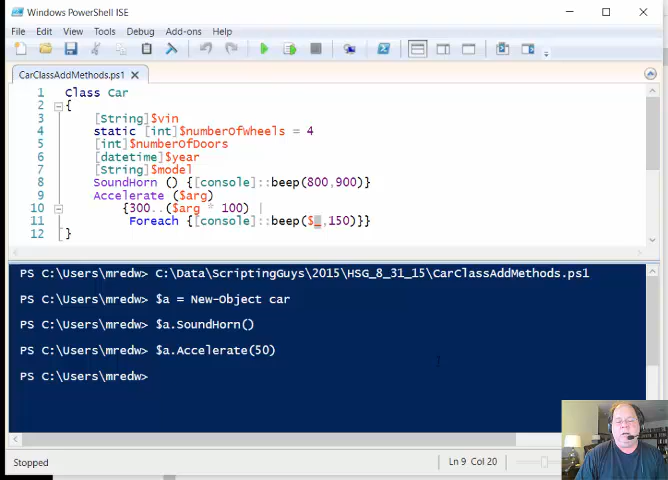 Windows PowerShell ISE
File Edit View Tools Debug Add-ons Help
CarClassAddMethods.ps1
1 Class Car
2 {
3 [String]$vin
4 static [int]$numberOfWheels = 4
5 [int]$numberOfDoors
6 [datetime]$year
7 [String]$model
8 SoundHorn () {[console]::beep(800,900)}
9 Accelerate ($arg)
10 {300..($arg * 100) |
11 Foreach {[console]::beep($_,150)}}
12 }
PS C:\Users\mredw> C:\Data\ScriptingGuys\2015\HSG_8_31_15\CarClassAddMethods.ps1
PS C:\Users\mredw> $a = New-Object car
PS C:\Users\mredw> $a.SoundHorn()
PS C:\Users\mredw> $a.Accelerate(50)
PS C:\Users\mredw>
Stopped Ln 9 Col 20